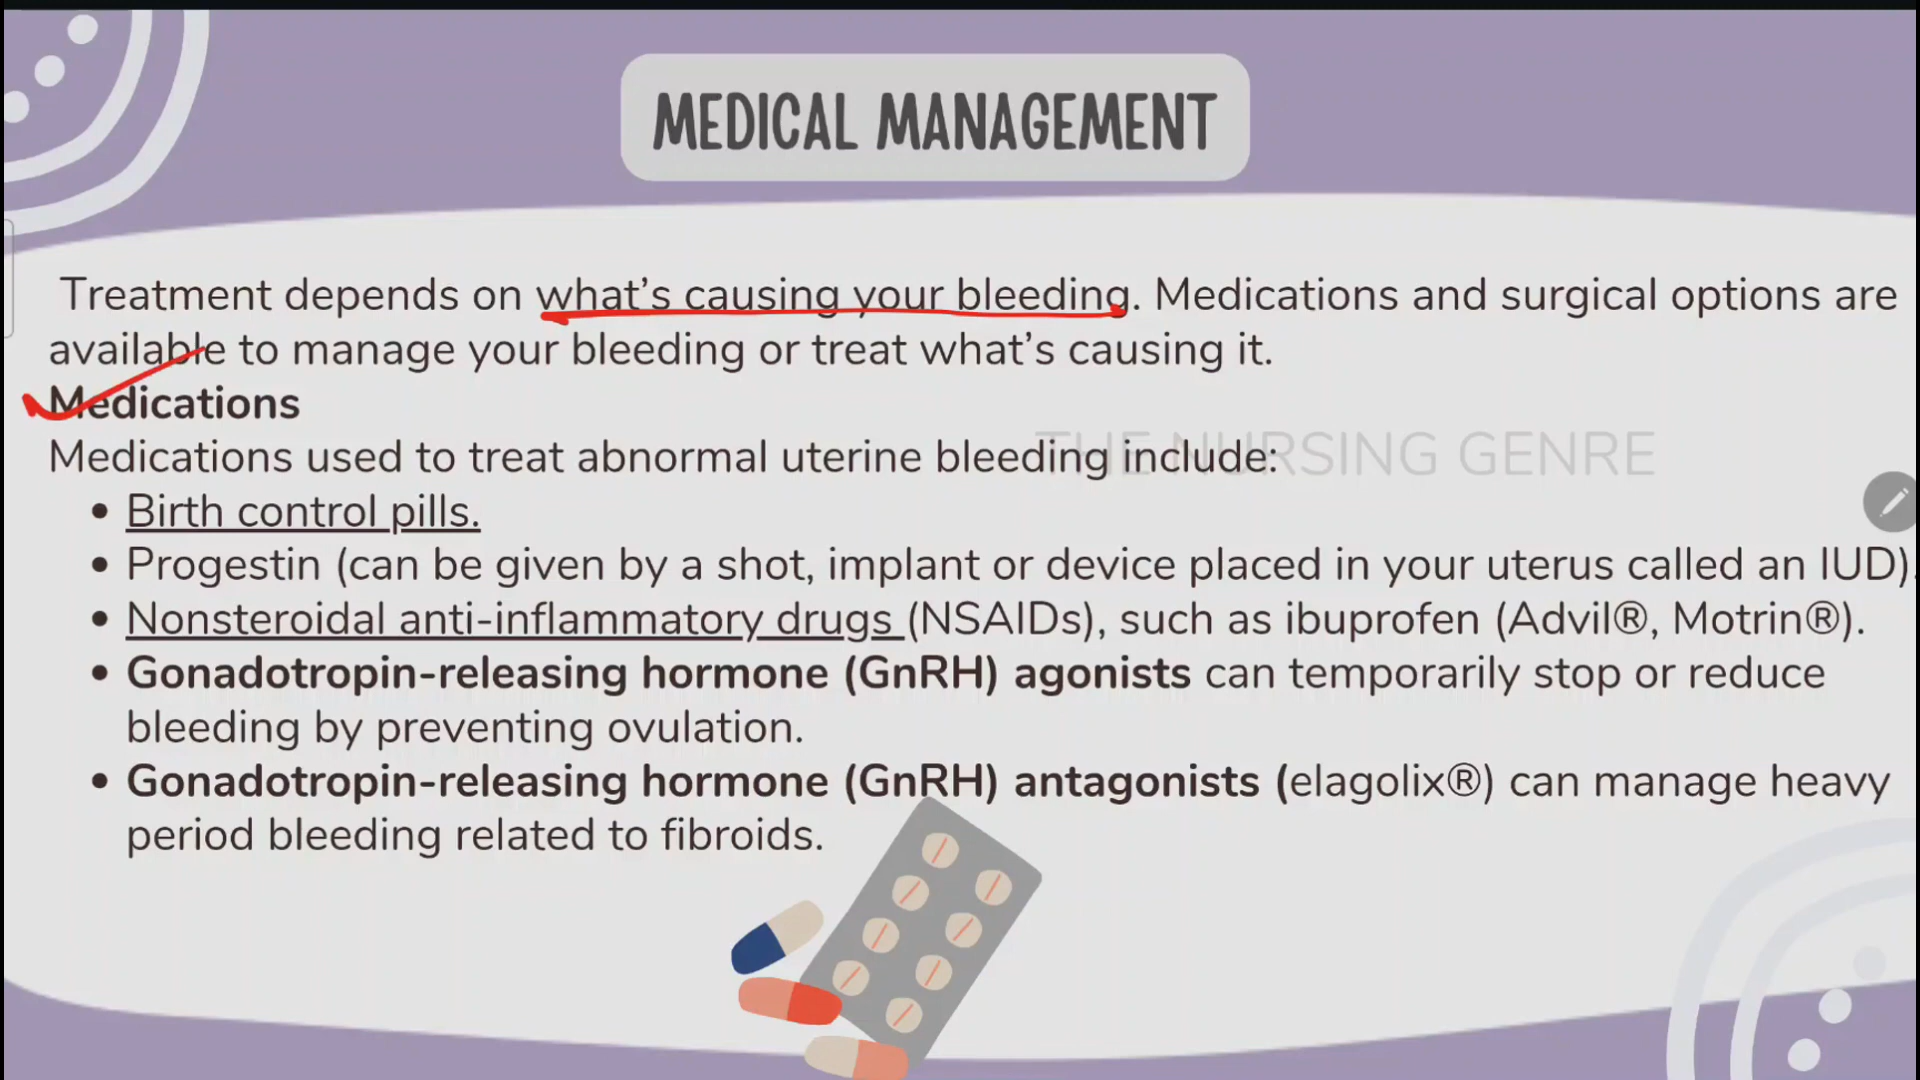 MEDICAL MANAGEMENT
Treatment depends on what's causing your bleeding. Medications and surgical options are
available to manage your bleeding or treat what's causing it.
Medications
THE NURSING GENRE
Medications used to treat abnormal uterine bleeding include:
• Birth control pills.
• Progestin (can be given by a shot, implant or device placed in your uterus called an IUD).
• Nonsteroidal anti-inflammatory drugs (NSAIDs), such as ibuprofen (Advil®, Motrin®).
• Gonadotropin-releasing hormone (GnRH) agonists can temporarily stop or reduce
bleeding by preventing ovulation.
• Gonadotropin-releasing hormone (GnRH) antagonists (elagolix®) can manage heavy
period bleeding related to fibroids.